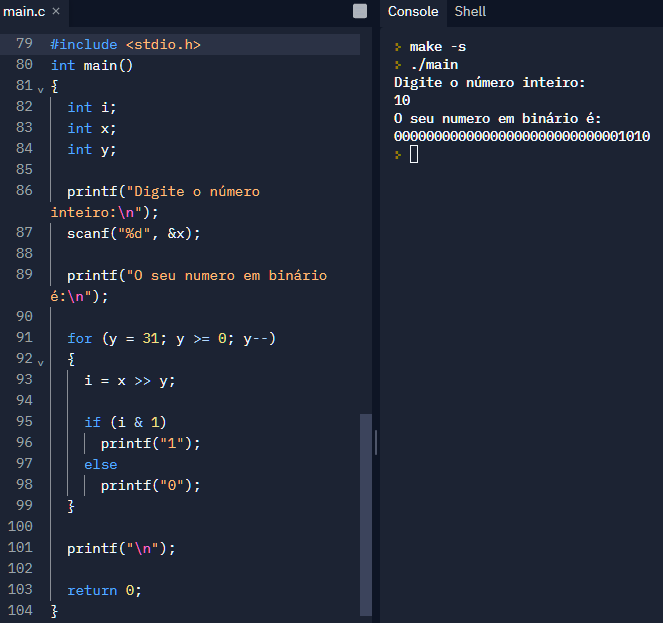 main.c ×
79 #include <stdio.h>
80 int main()
81 {
82 int i;
83 int x;
84 int y;
85
86 printf("Digite o número
inteiro:\n");
87 scanf("%d", &x);
88
89 printf("O seu numero em binário
é:\n");
90
91 for (y = 31; y >= 0; y--)
92 {
93 i = x >> y;
94
95 if (i & 1)
96 printf("1");
97 else
98 printf("0");
99 }
100
101 printf("\n");
102
103 return 0;
104 }
Console Shell
make -s
./main
Digite o número inteiro:
10
O seu numero em binário é:
00000000000000000000000000001010